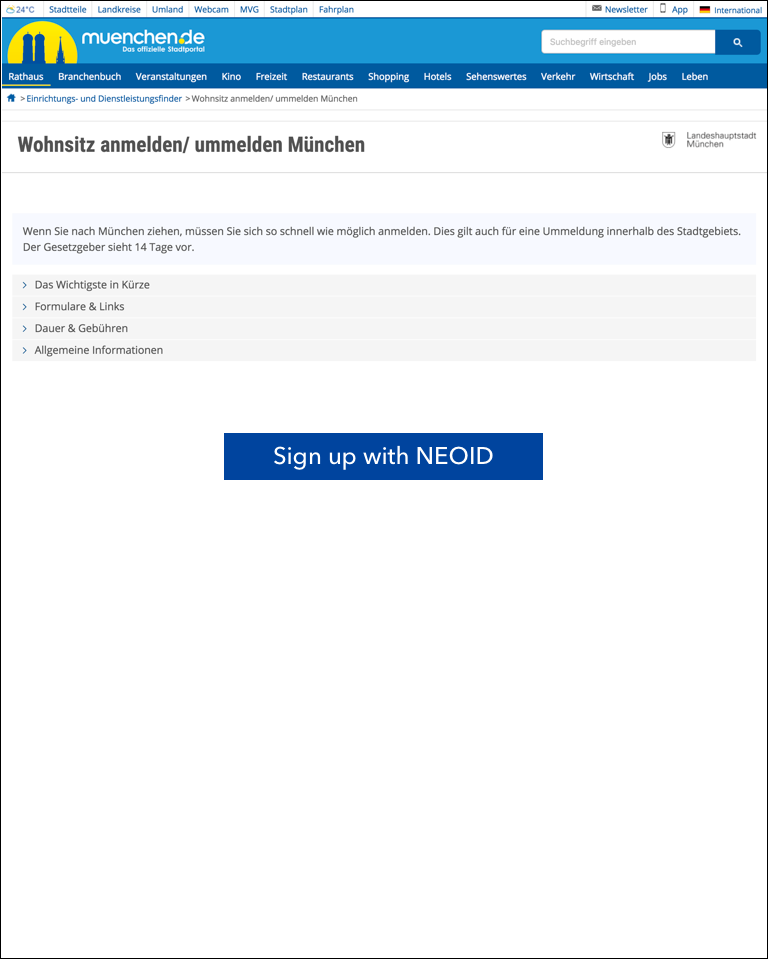 24°C Stadtteile Landkreise Umland Webcam MVG Stadtplan Fahrplan Newsletter App International
muenchen.de
Das offizielle Stadtportal
Suchbegriff eingeben
Rathaus Branchenbuch Veranstaltungen Kino Freizeit Restaurants Shopping Hotels Sehenswertes Verkehr Wirtschaft Jobs Leben
> Einrichtungs- und Dienstleistungsfinder > Wohnsitz anmelden/ ummelden München
Wohnsitz anmelden/ ummelden München
Landeshauptstadt
München
Wenn Sie nach München ziehen, müssen Sie sich so schnell wie möglich anmelden. Dies gilt auch für eine Ummeldung innerhalb des Stadtgebiets.
Der Gesetzgeber sieht 14 Tage vor.
Das Wichtigste in Kürze
Formulare & Links
Dauer & Gebühren
Allgemeine Informationen
Sign up with NEOID